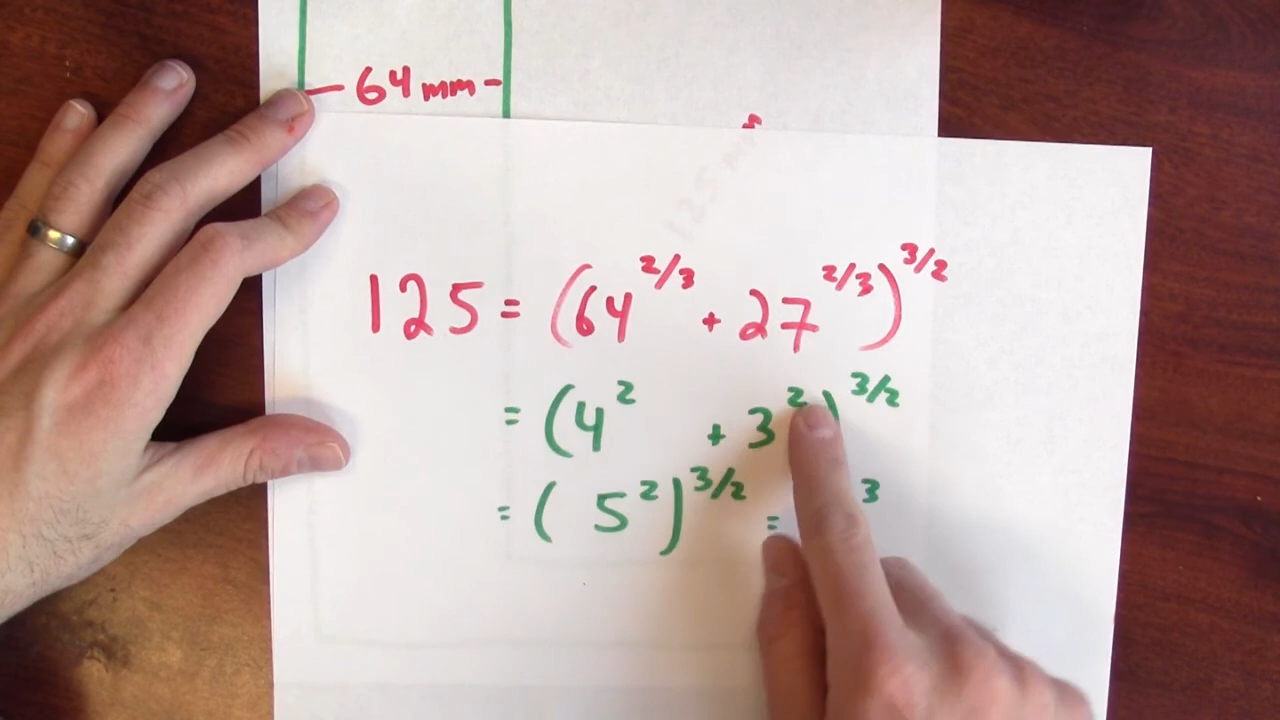 - 64 mm -
125 = (64^2/3 + 27^2/3)^3/2
= (4^2 + 3^2)^3/2
= (5^2)^3/2 = ^3